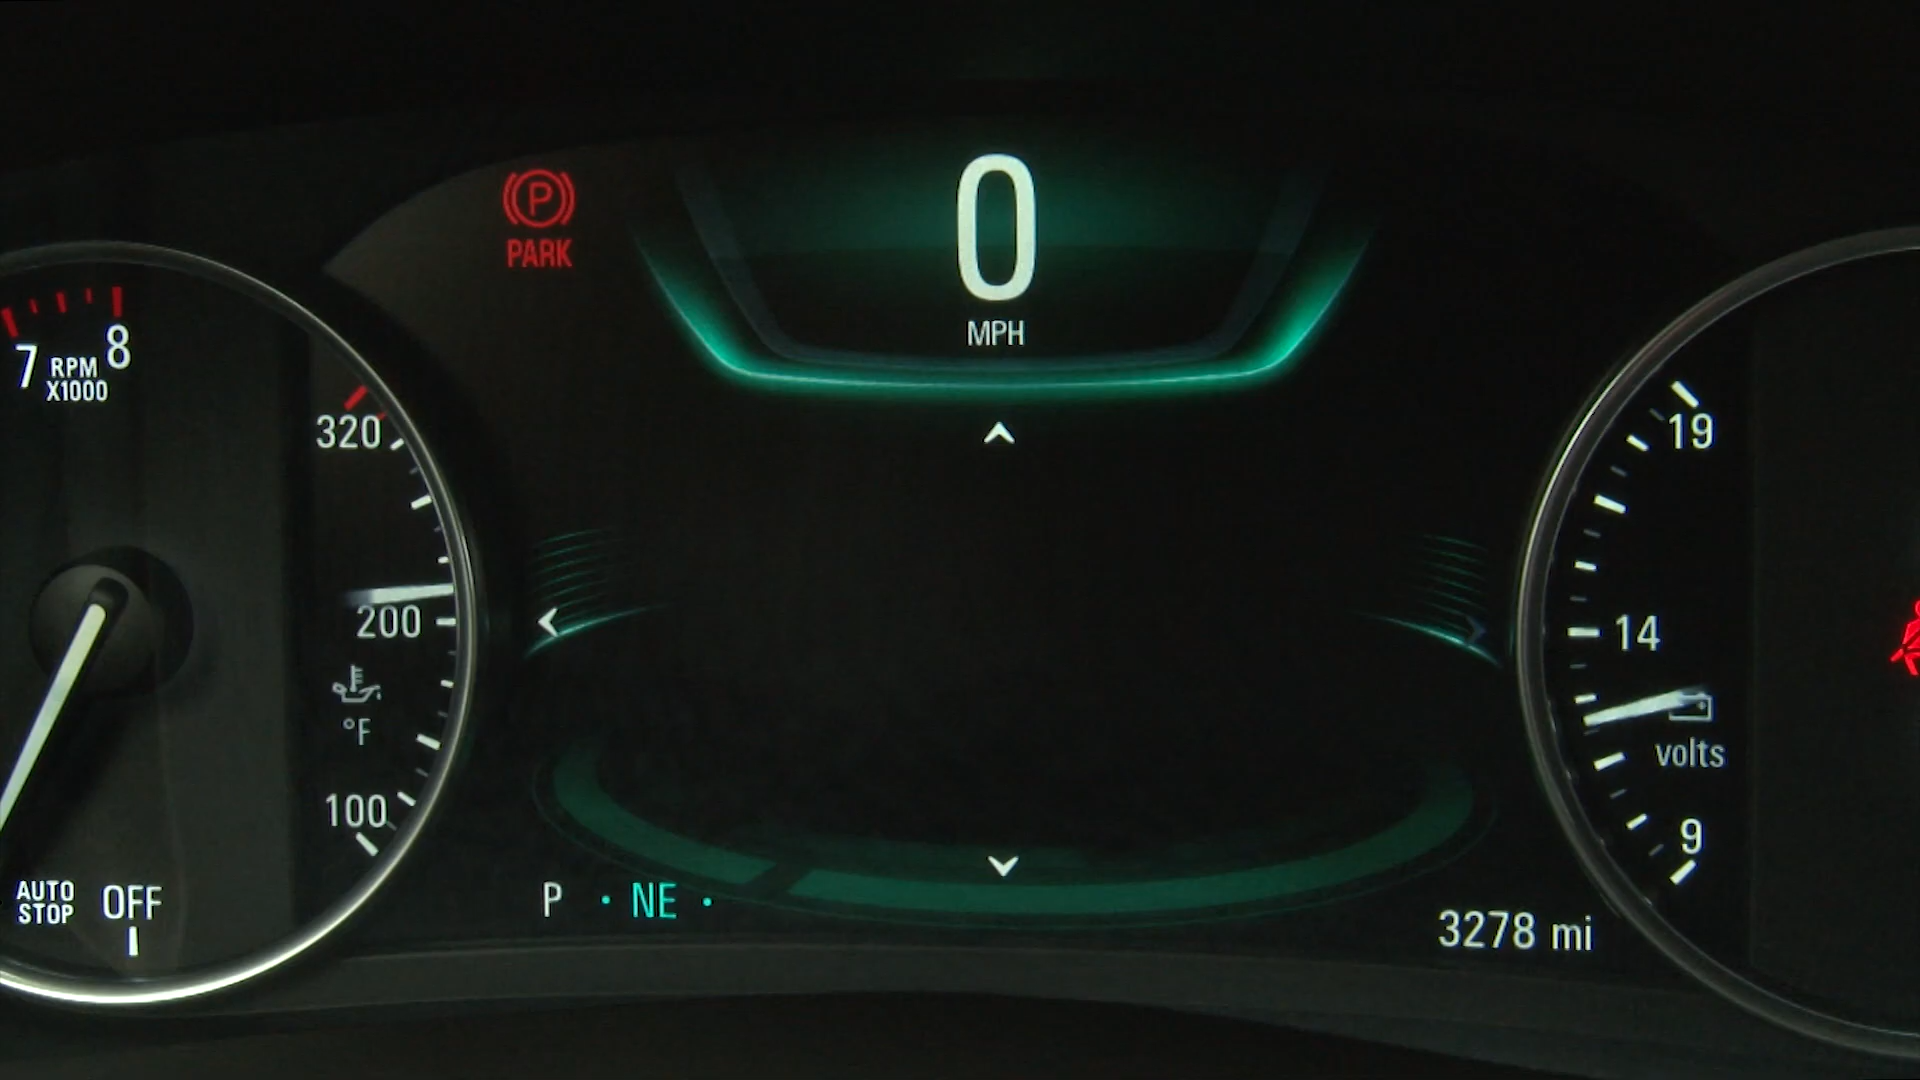 0
MPH
P
PARK
7
RPM
X1000
8
320
200
°F
100
AUTO
STOP
OFF
P · NE ·
19
14
volts
9
3278 mi